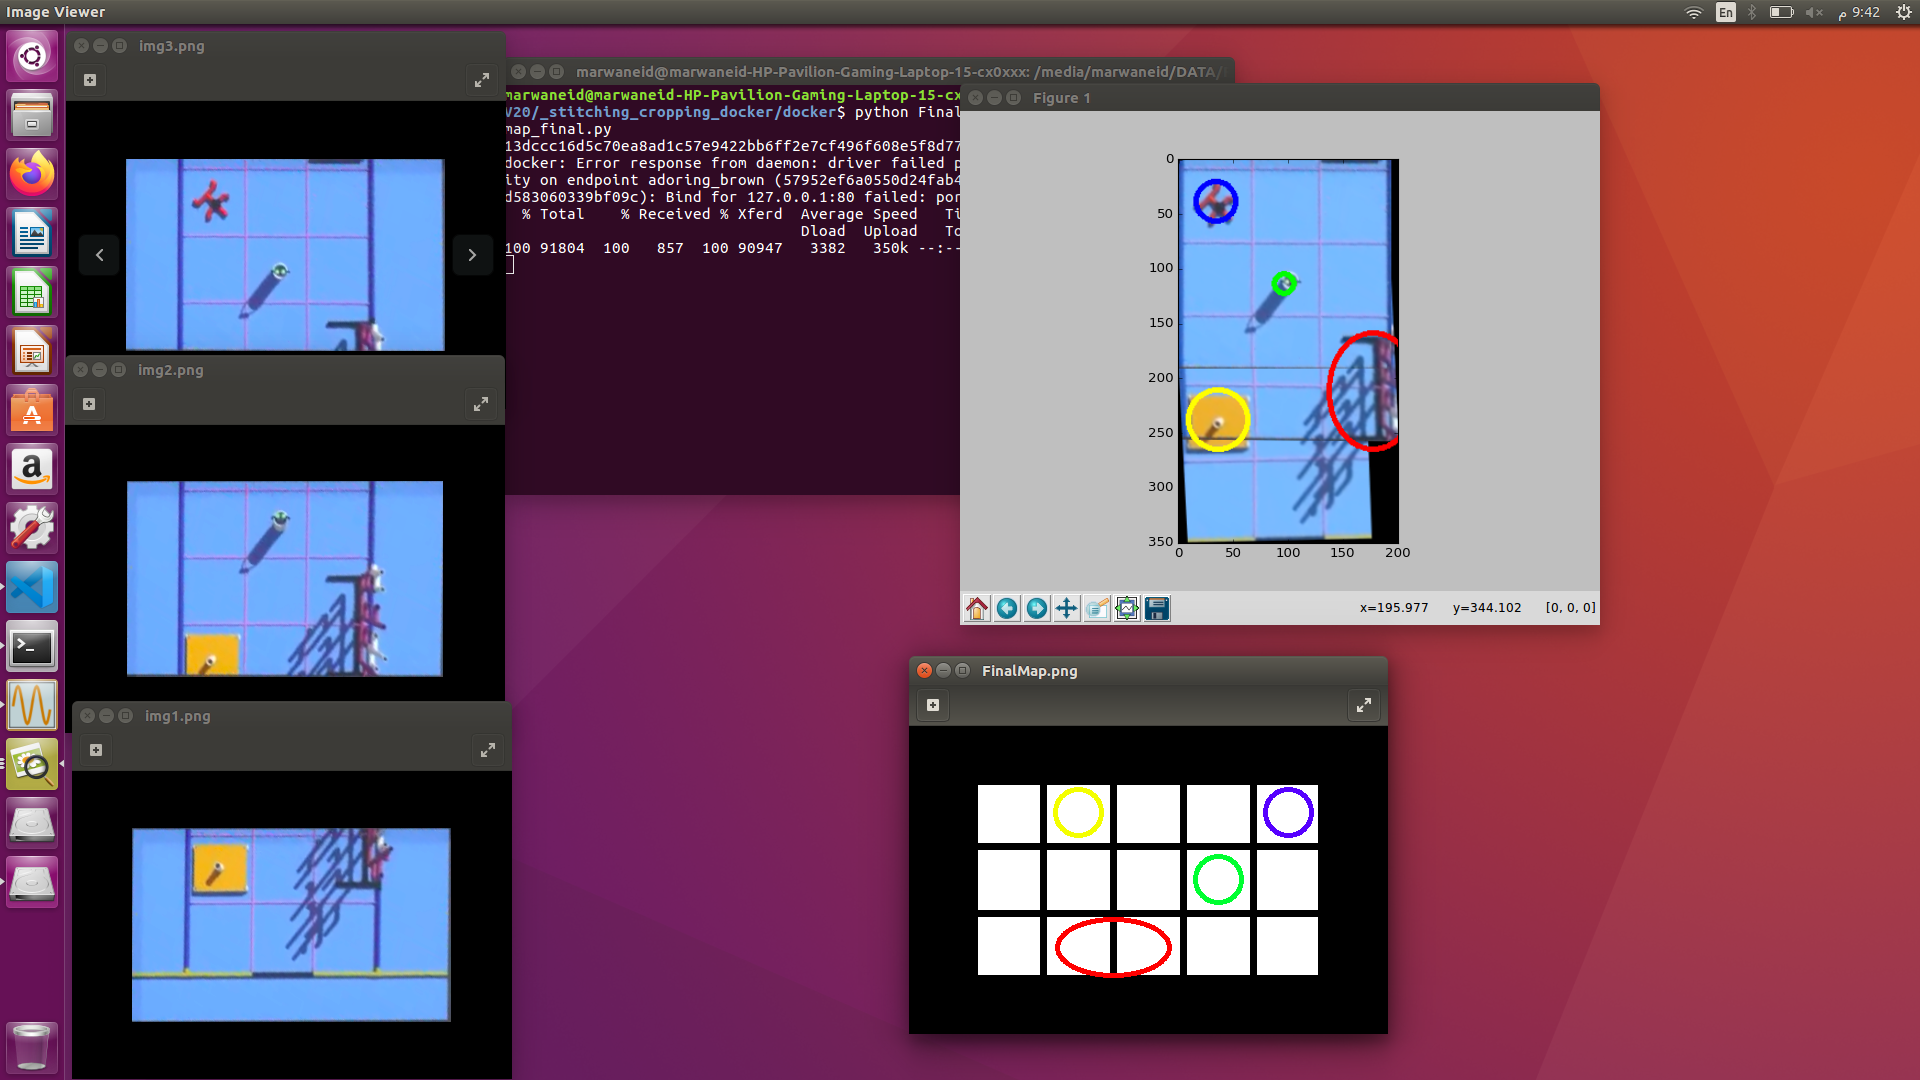 Image Viewer
En
م 9:42
img3.png
marwaneid@marwaneid-HP-Pavilion-Gaming-Laptop-15-cx0xxx: /media/marwaneid/DATA/
marwaneid@marwaneid-HP-Pavilion-Gaming-Laptop-15-cx
V20/_stitching_cropping_docker/docker$ python Final
map_final.py
13dccc16d5c70ea8ad1c57e9422bb6ff2e7cf496f608e5f8d77
docker: Error response from daemon: driver failed p
ity on endpoint adoring_brown (57952ef6a0550d24fab4
d583060339bf09c): Bind for 127.0.0.1:80 failed: por
% Total % Received % Xferd Average Speed Ti
Dload Upload To
100 91804 100 857 100 90947 3382 350k --:--
Figure 1
0
50
100
150
200
250
300
350
0 50 100 150 200
x=195.977 y=344.102 [0, 0, 0]
img2.png
img1.png
FinalMap.png